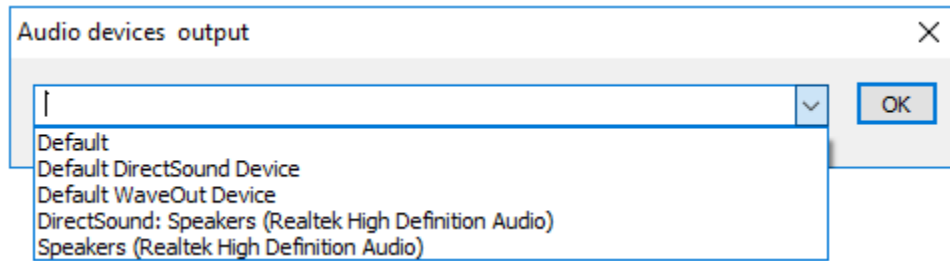 Audio devices output
OK
Default
Default DirectSound Device
Default WaveOut Device
DirectSound: Speakers (Realtek High Definition Audio)
Speakers (Realtek High Definition Audio)